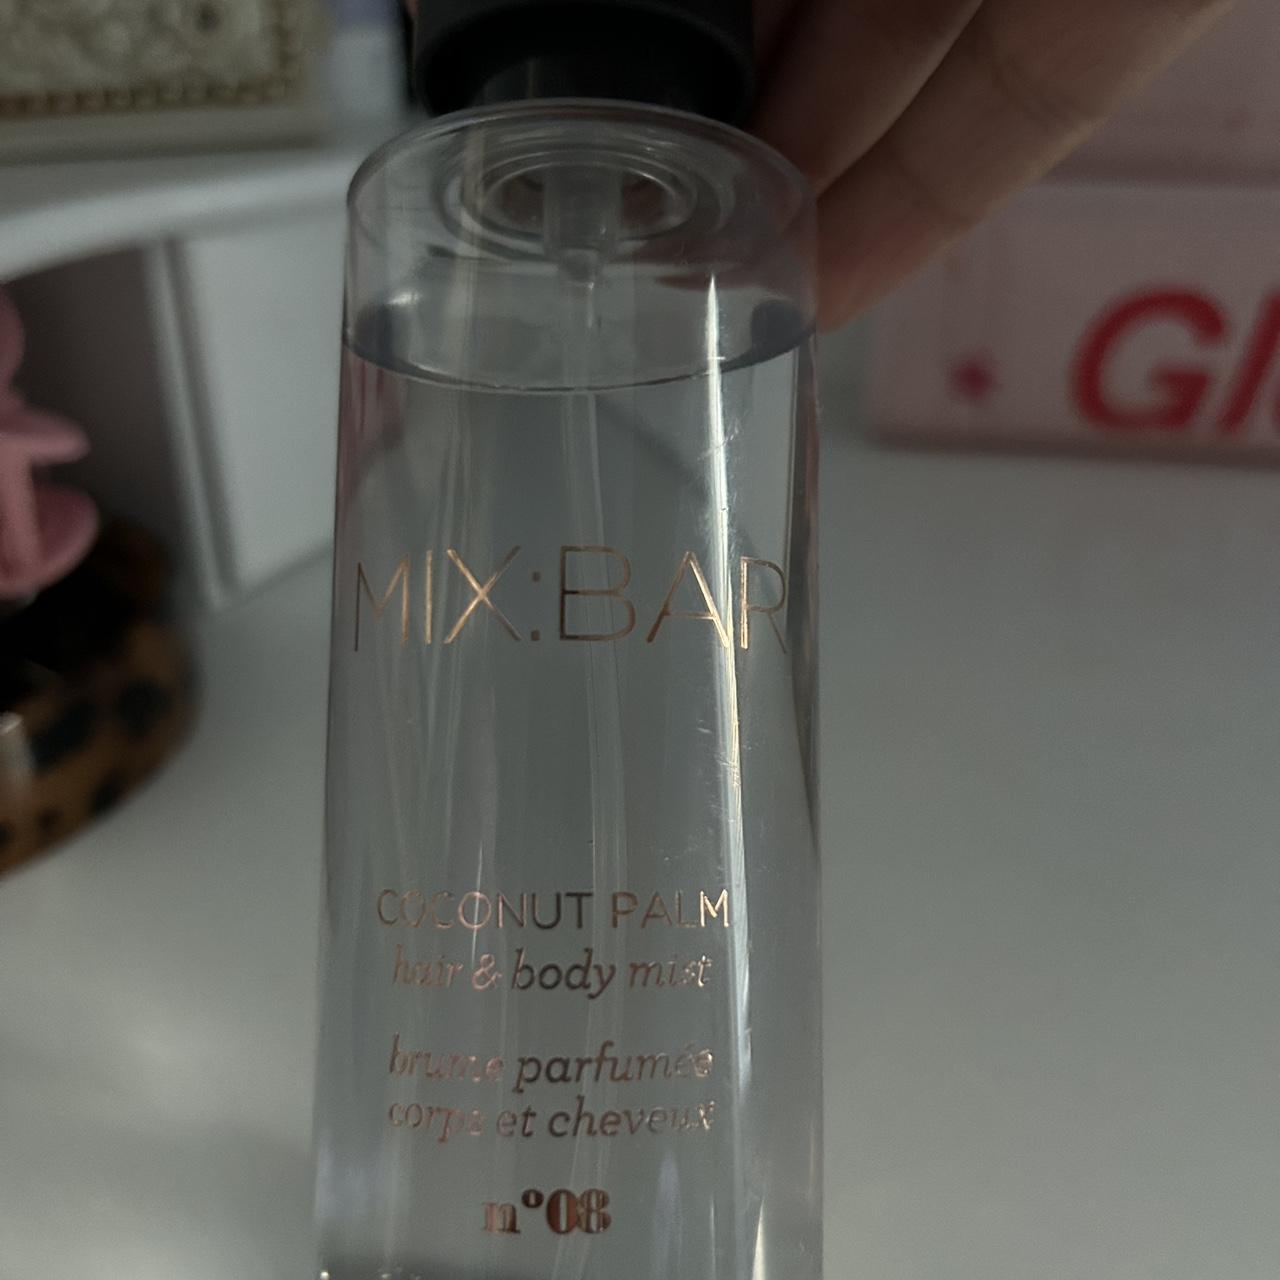 MIX:BAR
COCONUT PALM
hair & body mist
brume parfumée
corps et cheveux
n°08